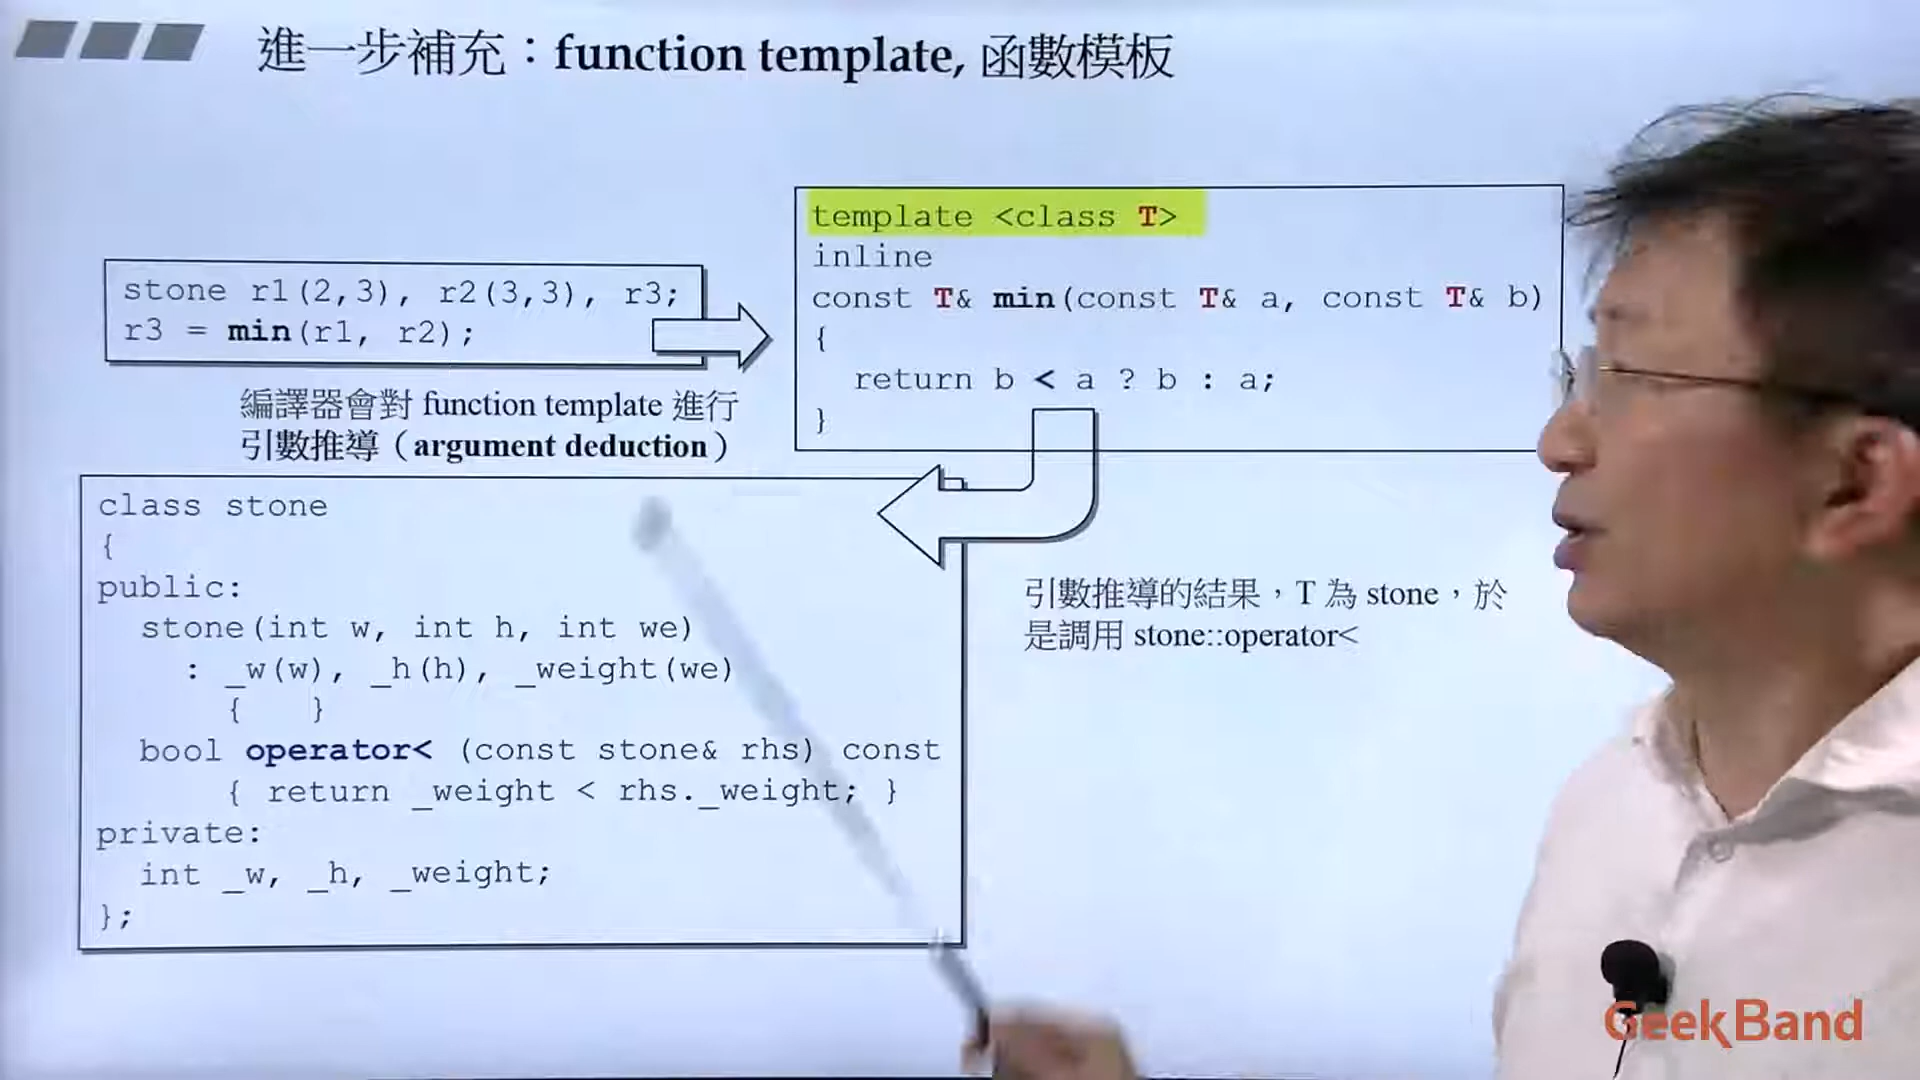 進一步補充：function template, 函數模板
stone r1(2,3), r2(3,3), r3;
r3 = min(r1, r2);
編譯器會對 function template 進行
引數推導（argument deduction）
template <class T>
inline
const T& min(const T& a, const T& b)
{
return b < a ? b : a;
}
class stone
{
public:
stone(int w, int h, int we)
: _w(w), _h(h), _weight(we)
{ }
bool operator< (const stone& rhs) const
{ return _weight < rhs._weight; }
private:
int _w, _h, _weight;
};
引數推導的結果，T 為 stone，於
是調用 stone::operator<
GeekBand